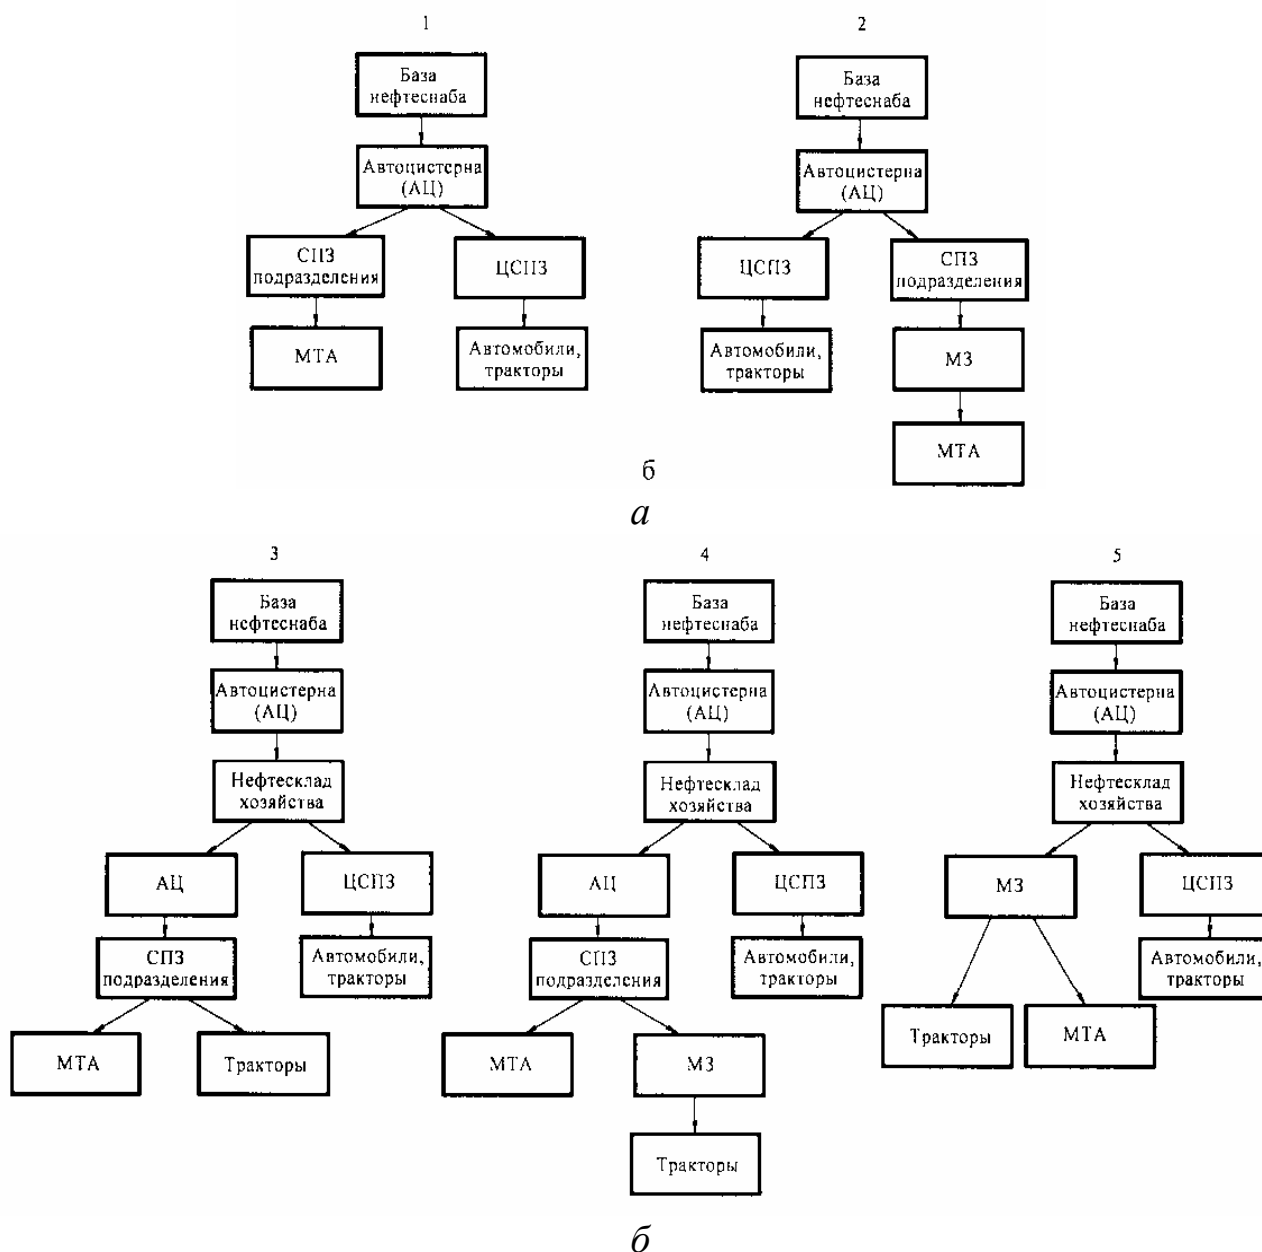 1
База
нефтеснаба
Автоцистерна
(АЦ)
СПЗ
подразделения
ЦСПЗ
МТА
Автомобили,
тракторы
2
База
нефтеснаба
Автоцистерна
(АЦ)
ЦСПЗ
СПЗ
подразделения
Автомобили,
тракторы
МЗ
МТА
б
а
3
База
нефтеснаба
Автоцистерна
(АЦ)
Нефтесклад
хозяйства
АЦ
ЦСПЗ
СПЗ
подразделения
Автомобили,
тракторы
МТА
Тракторы
4
База
нефтеснаба
Автоцистерна
(АЦ)
Нефтесклад
хозяйства
АЦ
ЦСПЗ
СПЗ
подразделения
Автомобили,
тракторы
МТА
МЗ
Тракторы
5
База
нефтеснаба
Автоцистерна
(АЦ)
Нефтесклад
хозяйства
МЗ
ЦСПЗ
Автомобили,
тракторы
Тракторы
МТА
б